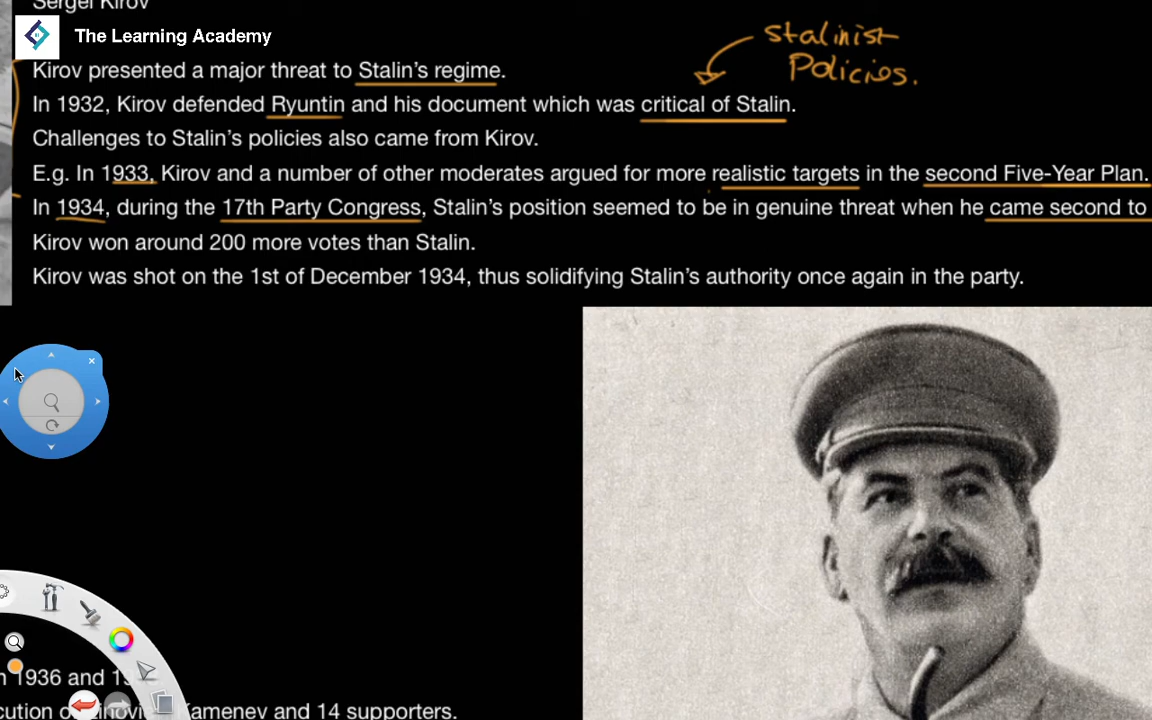 Sergei Kirov
The Learning Academy
stalinist
Policies.
Kirov presented a major threat to Stalin's regime.
In 1932, Kirov defended Ryuntin and his document which was critical of Stalin.
Challenges to Stalin's policies also came from Kirov.
E.g. In 1933, Kirov and a number of other moderates argued for more realistic targets in the second Five-Year Plan.
In 1934, during the 17th Party Congress, Stalin's position seemed to be in genuine threat when he came second to
Kirov won around 200 more votes than Stalin.
Kirov was shot on the 1st of December 1934, thus solidifying Stalin's authority once again in the party.
1936 and
amenev and 14 supporters.